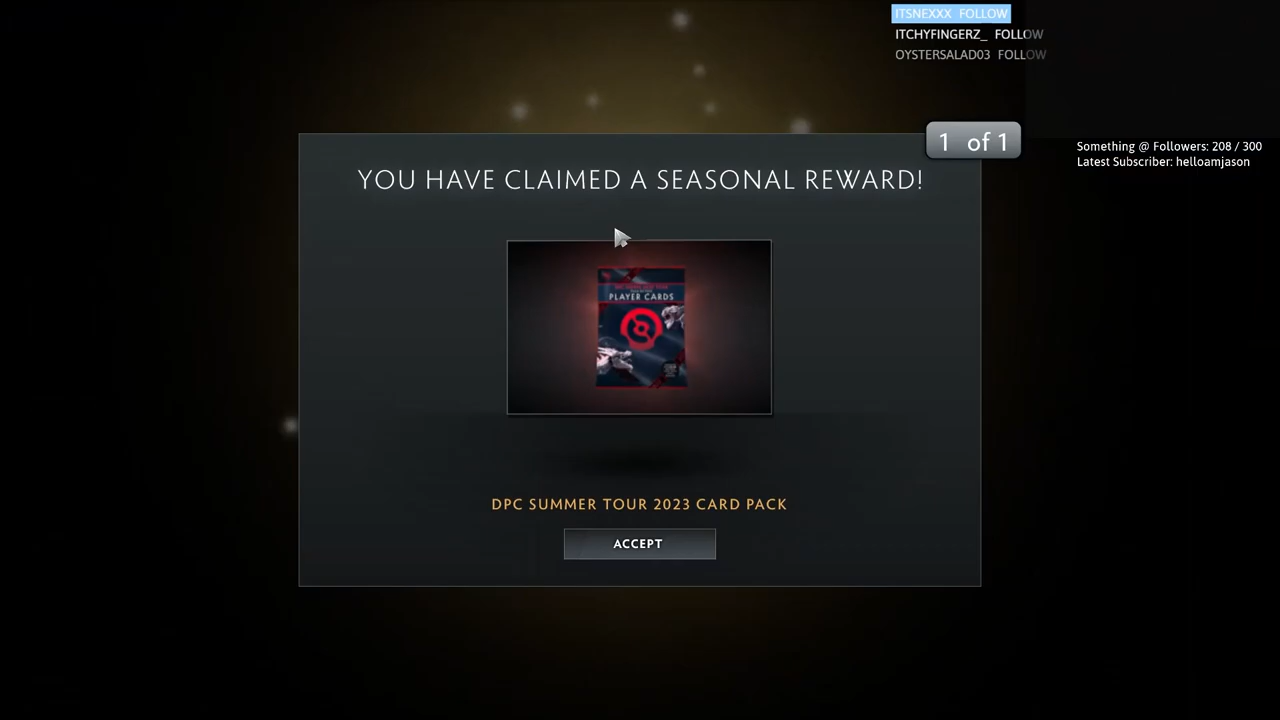 ITSNEXXX FOLLOW
ITCHYFINGERZ_ FOLLOW
OYSTERSALAD03 FOLLOW
1 of 1
Something @ Followers: 208 / 300
Latest Subscriber: helloamjason
YOU HAVE CLAIMED A SEASONAL REWARD!
PLAYER CARDS
DPC SUMMER TOUR 2023 CARD PACK
ACCEPT